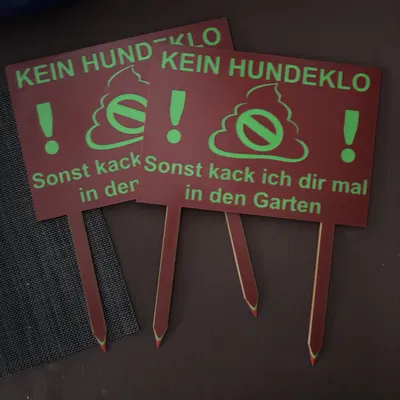 KEIN HUNDEKLO
!
!
Sonst kack
in den
KEIN HUNDEKLO
!
!
Sonst kack ich dir mal
in den Garten